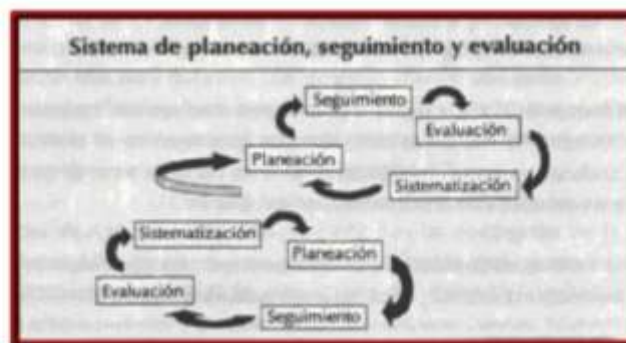 Sistema de planeación, seguimiento y evaluación
Seguimiento
Evaluación
Planeación
Sistematización
Sistematización
Planeación
Evaluación
Seguimiento